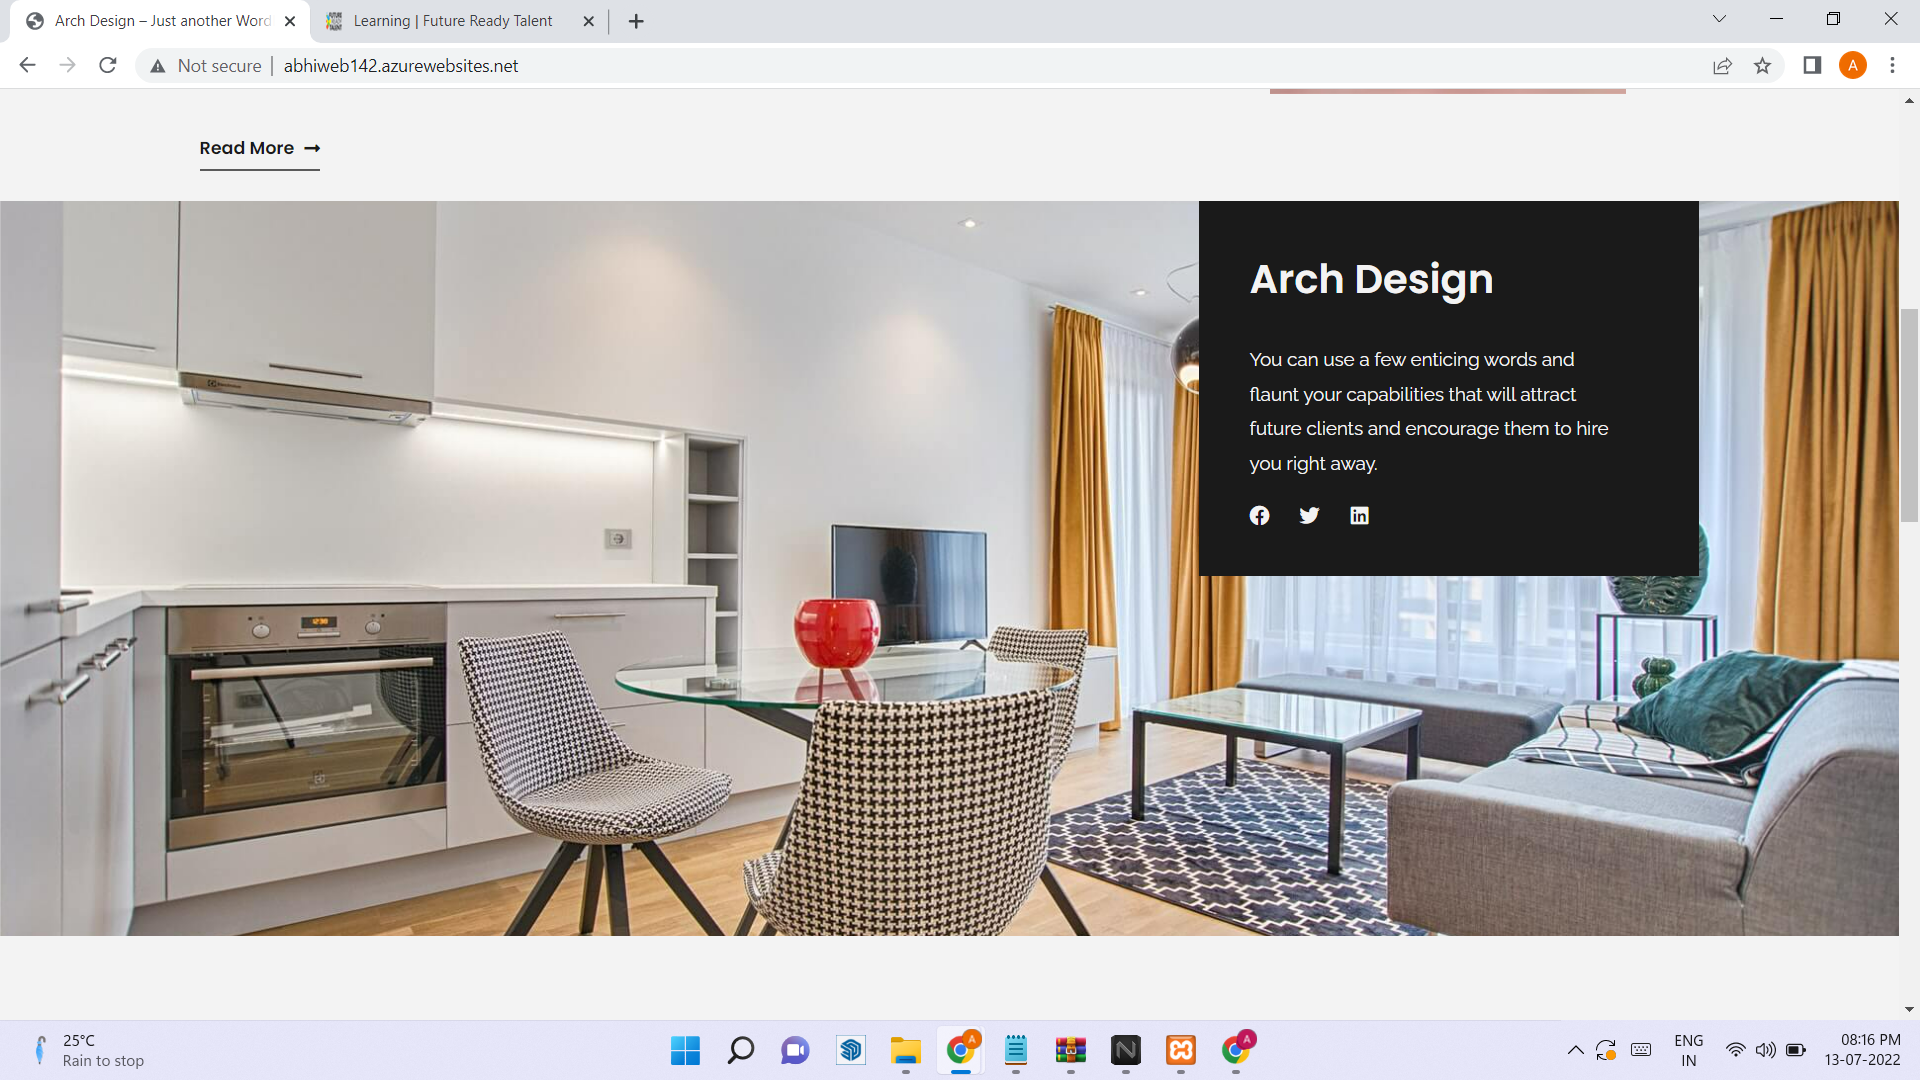 Arch Design – Just another Word
Learning | Future Ready Talent
Not secure
abhiweb142.azurewebsites.net
A
Read More
Arch Design
You can use a few enticing words and
flaunt your capabilities that will attract
future clients and encourage them to hire
you right away.
25°C
Rain to stop
A
A
ENG
IN
08:16 PM
13-07-2022